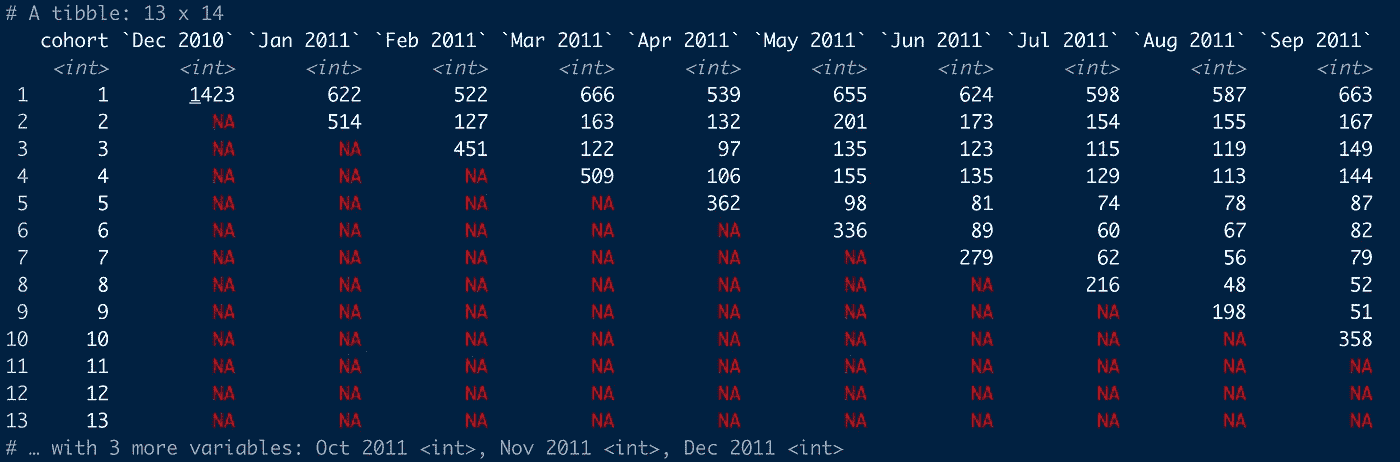 # A tibble: 13 x 14
cohort `Dec 2010` `Jan 2011` `Feb 2011` `Mar 2011` `Apr 2011` `May 2011` `Jun 2011` `Jul 2011` `Aug 2011` `Sep 2011`
<int> <int> <int> <int> <int> <int> <int> <int> <int> <int> <int>
1 1 1423 622 522 666 539 655 624 598 587 663
2 2 NA 514 127 163 132 201 173 154 155 167
3 3 NA NA 451 122 97 135 123 115 119 149
4 4 NA NA NA 509 106 155 135 129 113 144
5 5 NA NA NA NA 362 98 81 74 78 87
6 6 NA NA NA NA NA 336 89 60 67 82
7 7 NA NA NA NA NA NA 279 62 56 79
8 8 NA NA NA NA NA NA NA 216 48 52
9 9 NA NA NA NA NA NA NA NA 198 51
10 10 NA NA NA NA NA NA NA NA NA 358
11 11 NA NA NA NA NA NA NA NA NA NA
12 12 NA NA NA NA NA NA NA NA NA NA
13 13 NA NA NA NA NA NA NA NA NA NA
# … with 3 more variables: Oct 2011 <int>, Nov 2011 <int>, Dec 2011 <int>